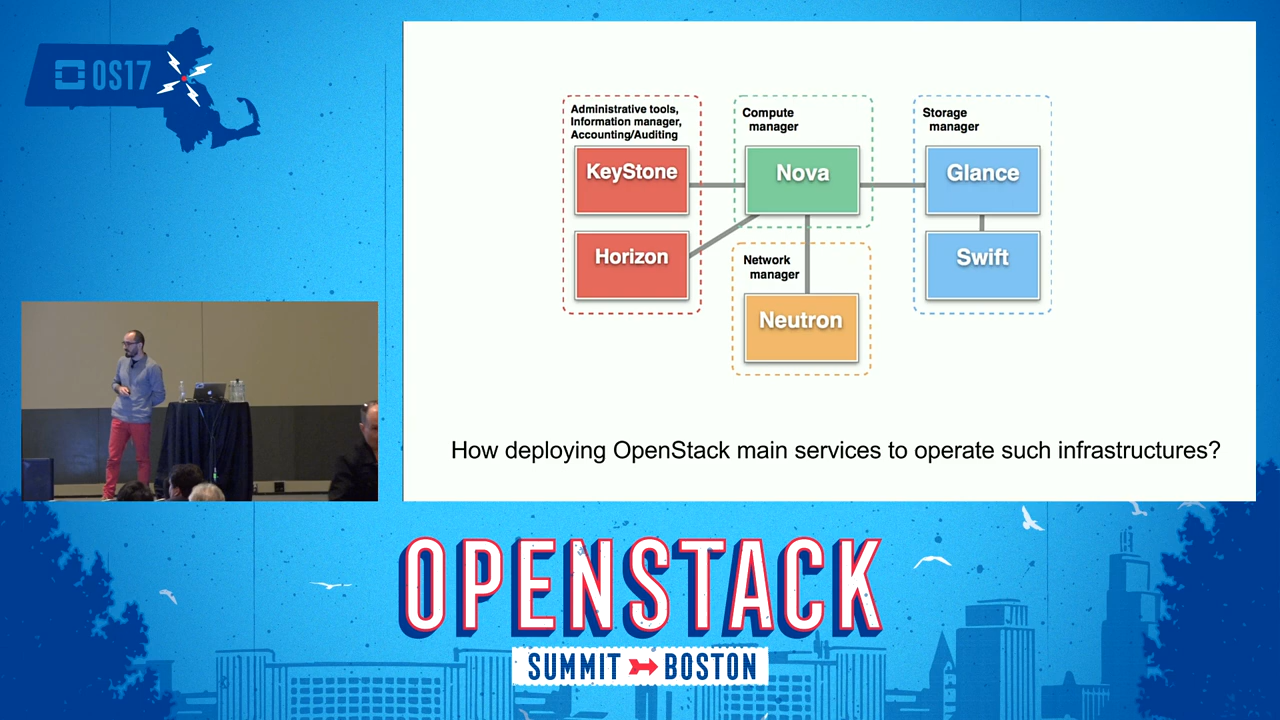 OS17
Administrative tools,
Information manager,
Accounting/Auditing
KeyStone
Horizon
Compute
manager
Nova
Network
manager
Neutron
Storage
manager
Glance
Swift
How deploying OpenStack main services to operate such infrastructures?
OPENSTACK
SUMMIT BOSTON